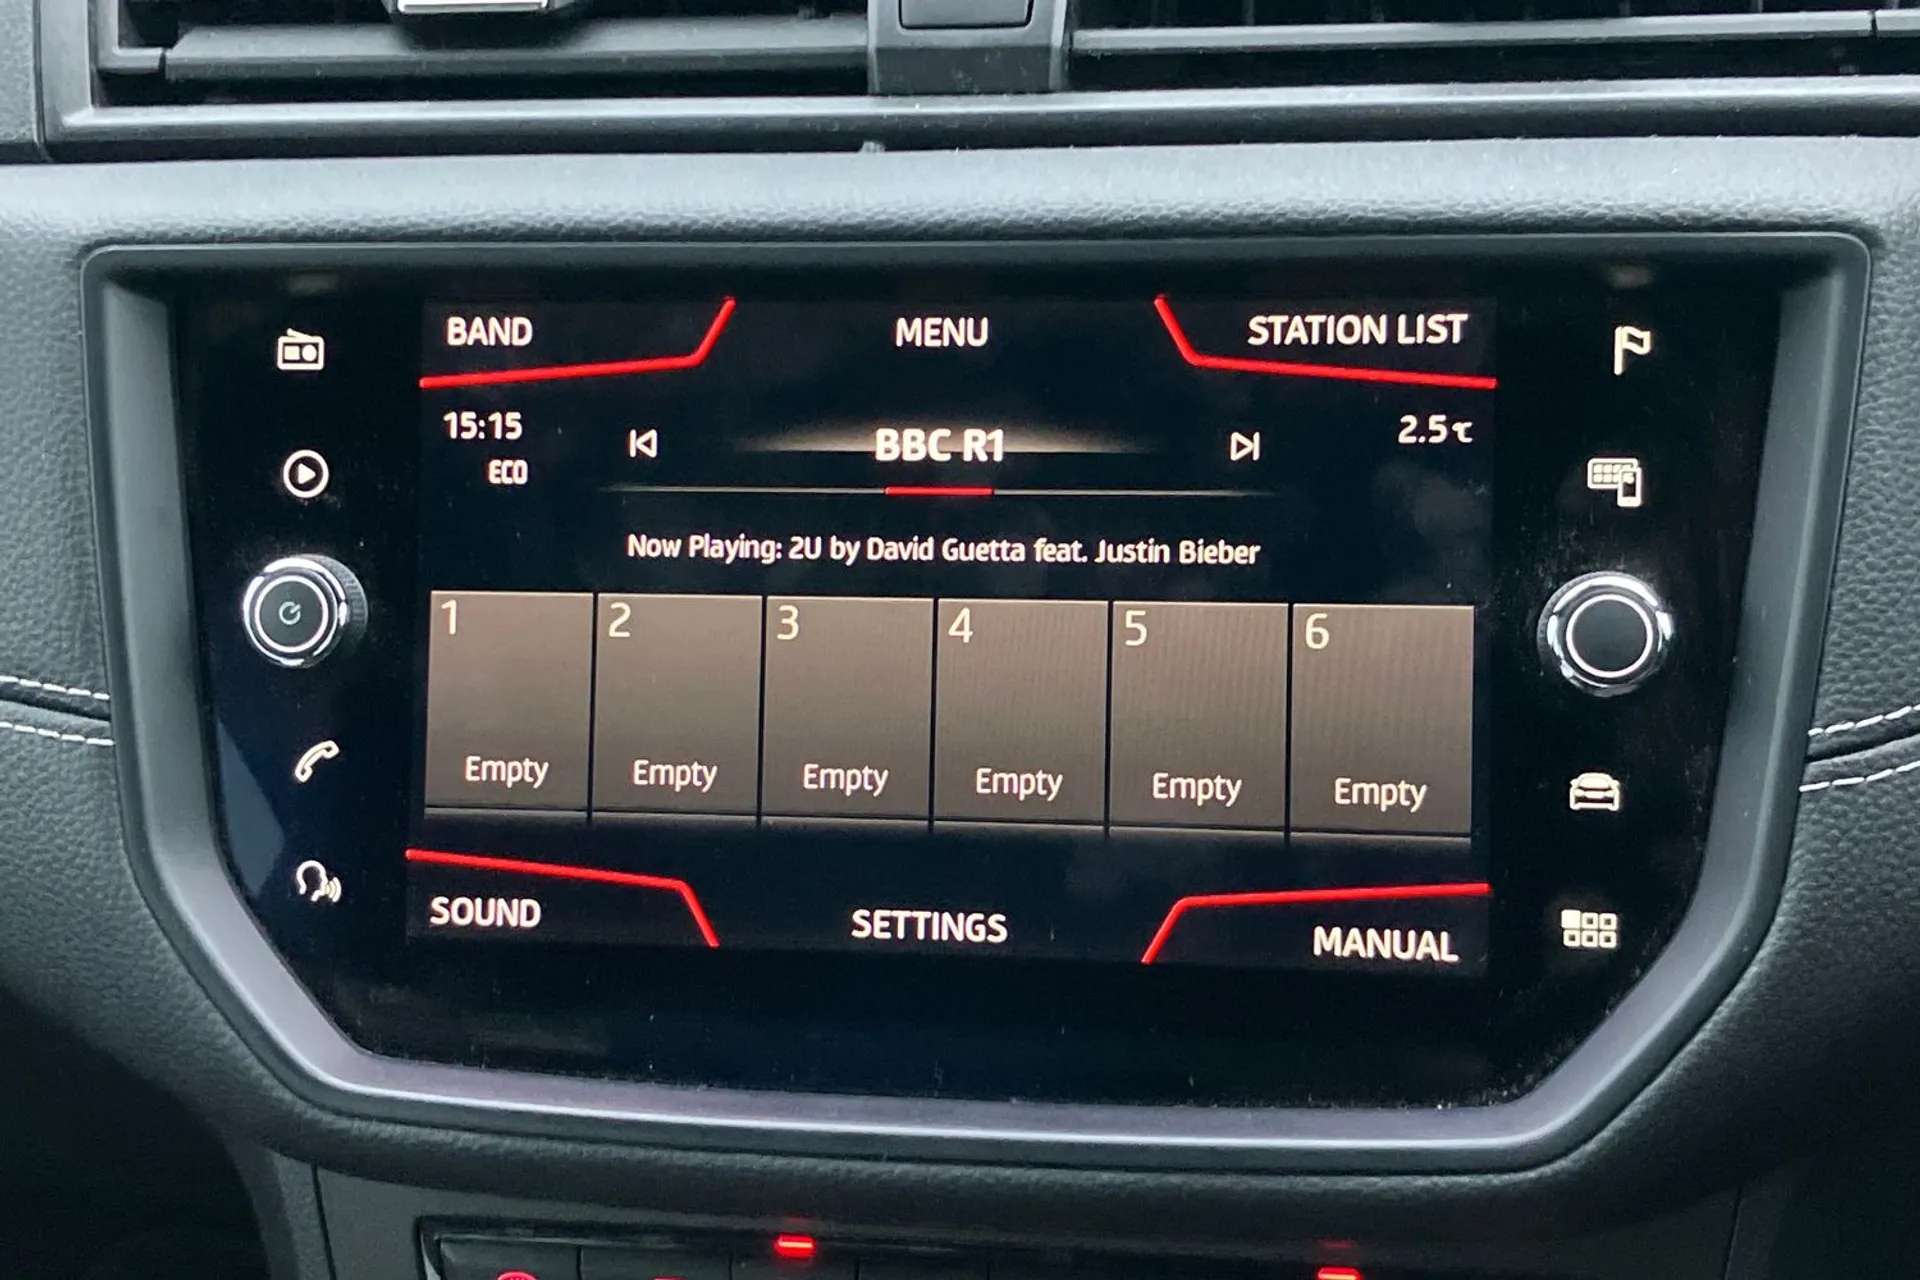 BAND MENU STATION LIST
15:15 BBC R1 2.5℃
ECO
Now Playing: 2U by David Guetta feat. Justin Bieber
1 2 3 4 5 6
Empty Empty Empty Empty Empty Empty
SOUND SETTINGS MANUAL